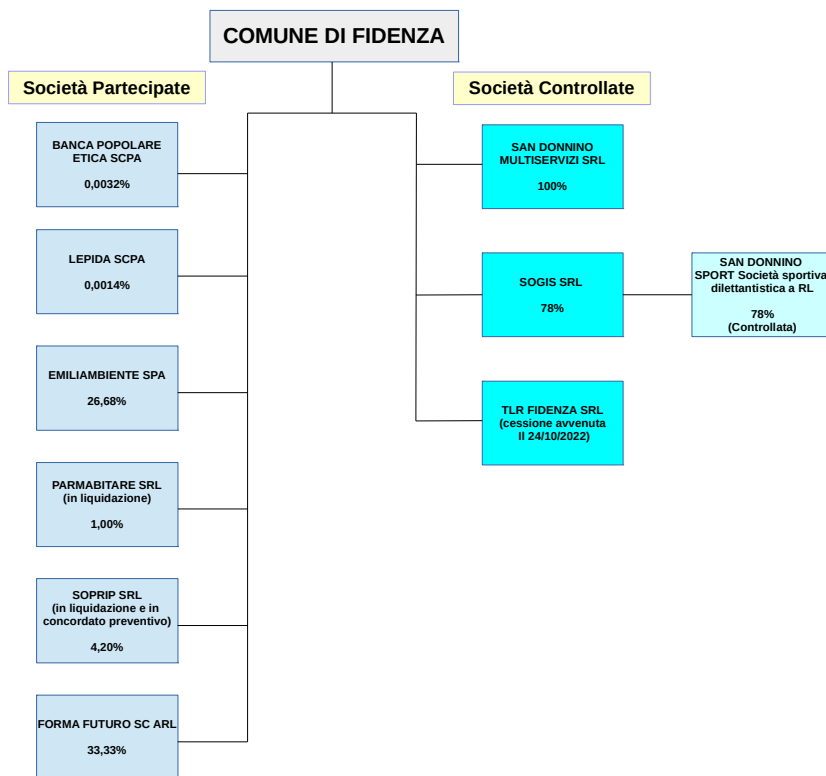 COMUNE DI FIDENZA
Società Partecipate
BANCA POPOLARE
ETICA SCPA
0,0032%
LEPIDA SCPA
0,0014%
EMILIAMBIENTE SPA
26,68%
PARMABITARE SRL
(in liquidazione)
1,00%
SOPRIP SRL
(in liquidazione e in
concordato preventivo)
4,20%
FORMA FUTURO SC ARL
33,33%
Società Controllate
SAN DONNINO
MULTISERVIZI SRL
100%
SOGIS SRL
78%
SAN DONNINO
SPORT Società sportiva
dilettantistica a RL
78%
(Controllata)
TLR FIDENZA SRL
(cessione avvenuta
Il 24/10/2022)